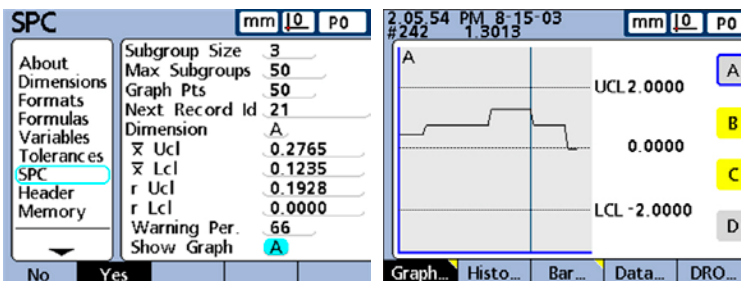 SPC
mm
P0
About
Dimensions
Formats
Formulas
Variables
Tolerances
SPC
Header
Memory
Subgroup Size 3
Max Subgroups 50
Graph Pts 50
Next Record Id 21
Dimension A
x̿ Ucl 0.2765
x̿ Lcl 0.1235
r Ucl 0.1928
r Lcl 0.0000
Warning Per. 66
Show Graph A
No Yes
2.05.54 PM 8-15-03
#242 1.3013
mm
P0
A
UCL 2.0000
0.0000
LCL -2.0000
A
B
C
D
Graph... Histo... Bar... Data... DRO...